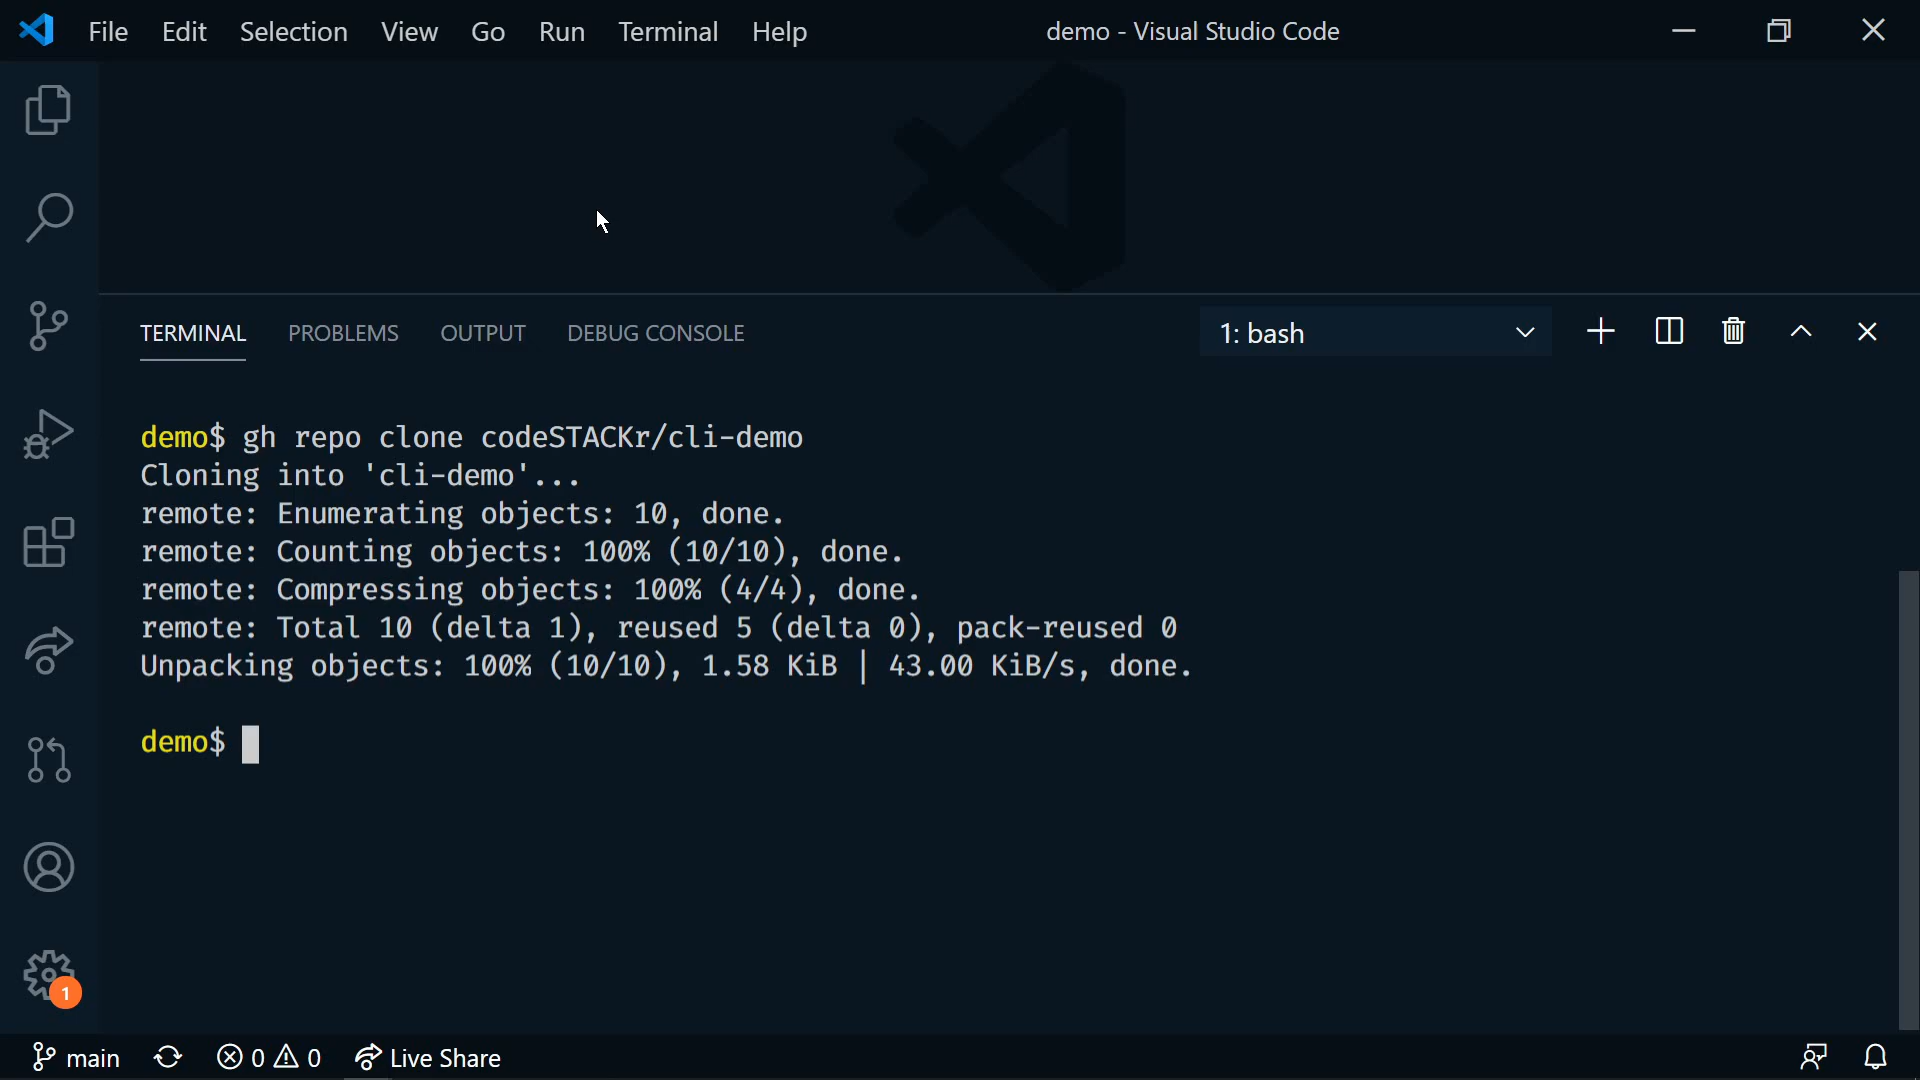 File Edit Selection View Go Run Terminal Help demo - Visual Studio Code
TERMINAL PROBLEMS OUTPUT DEBUG CONSOLE 1: bash
demo$ gh repo clone codeSTACKr/cli-demo
Cloning into 'cli-demo'...
remote: Enumerating objects: 10, done.
remote: Counting objects: 100% (10/10), done.
remote: Compressing objects: 100% (4/4), done.
remote: Total 10 (delta 1), reused 5 (delta 0), pack-reused 0
Unpacking objects: 100% (10/10), 1.58 KiB | 43.00 KiB/s, done.
demo$
1
main 0 0 Live Share